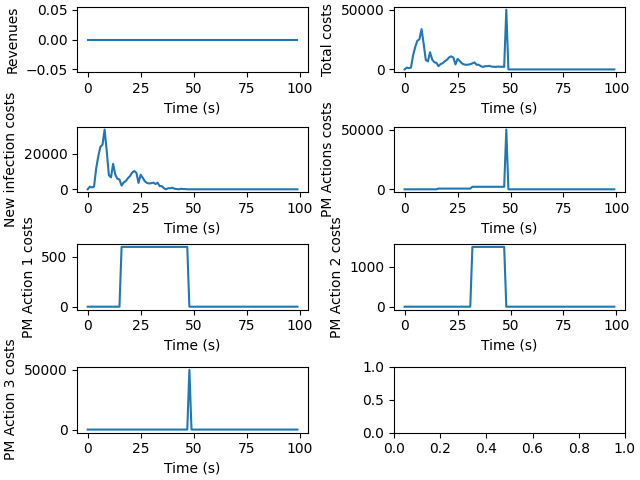 Revenues
0.05
0.00
−0.05
0 25 50 75 100
Time (s)
Total costs
50000
0
0 25 50 75 100
Time (s)
New infection costs
20000
0
0 25 50 75 100
Time (s)
PM Actions costs
50000
0
0 25 50 75 100
Time (s)
PM Action 1 costs
500
0
0 25 50 75 100
Time (s)
PM Action 2 costs
1000
0
0 25 50 75 100
Time (s)
PM Action 3 costs
50000
0
0 25 50 75 100
Time (s)
1.0
0.5
0.0
0.0 0.2 0.4 0.6 0.8 1.0